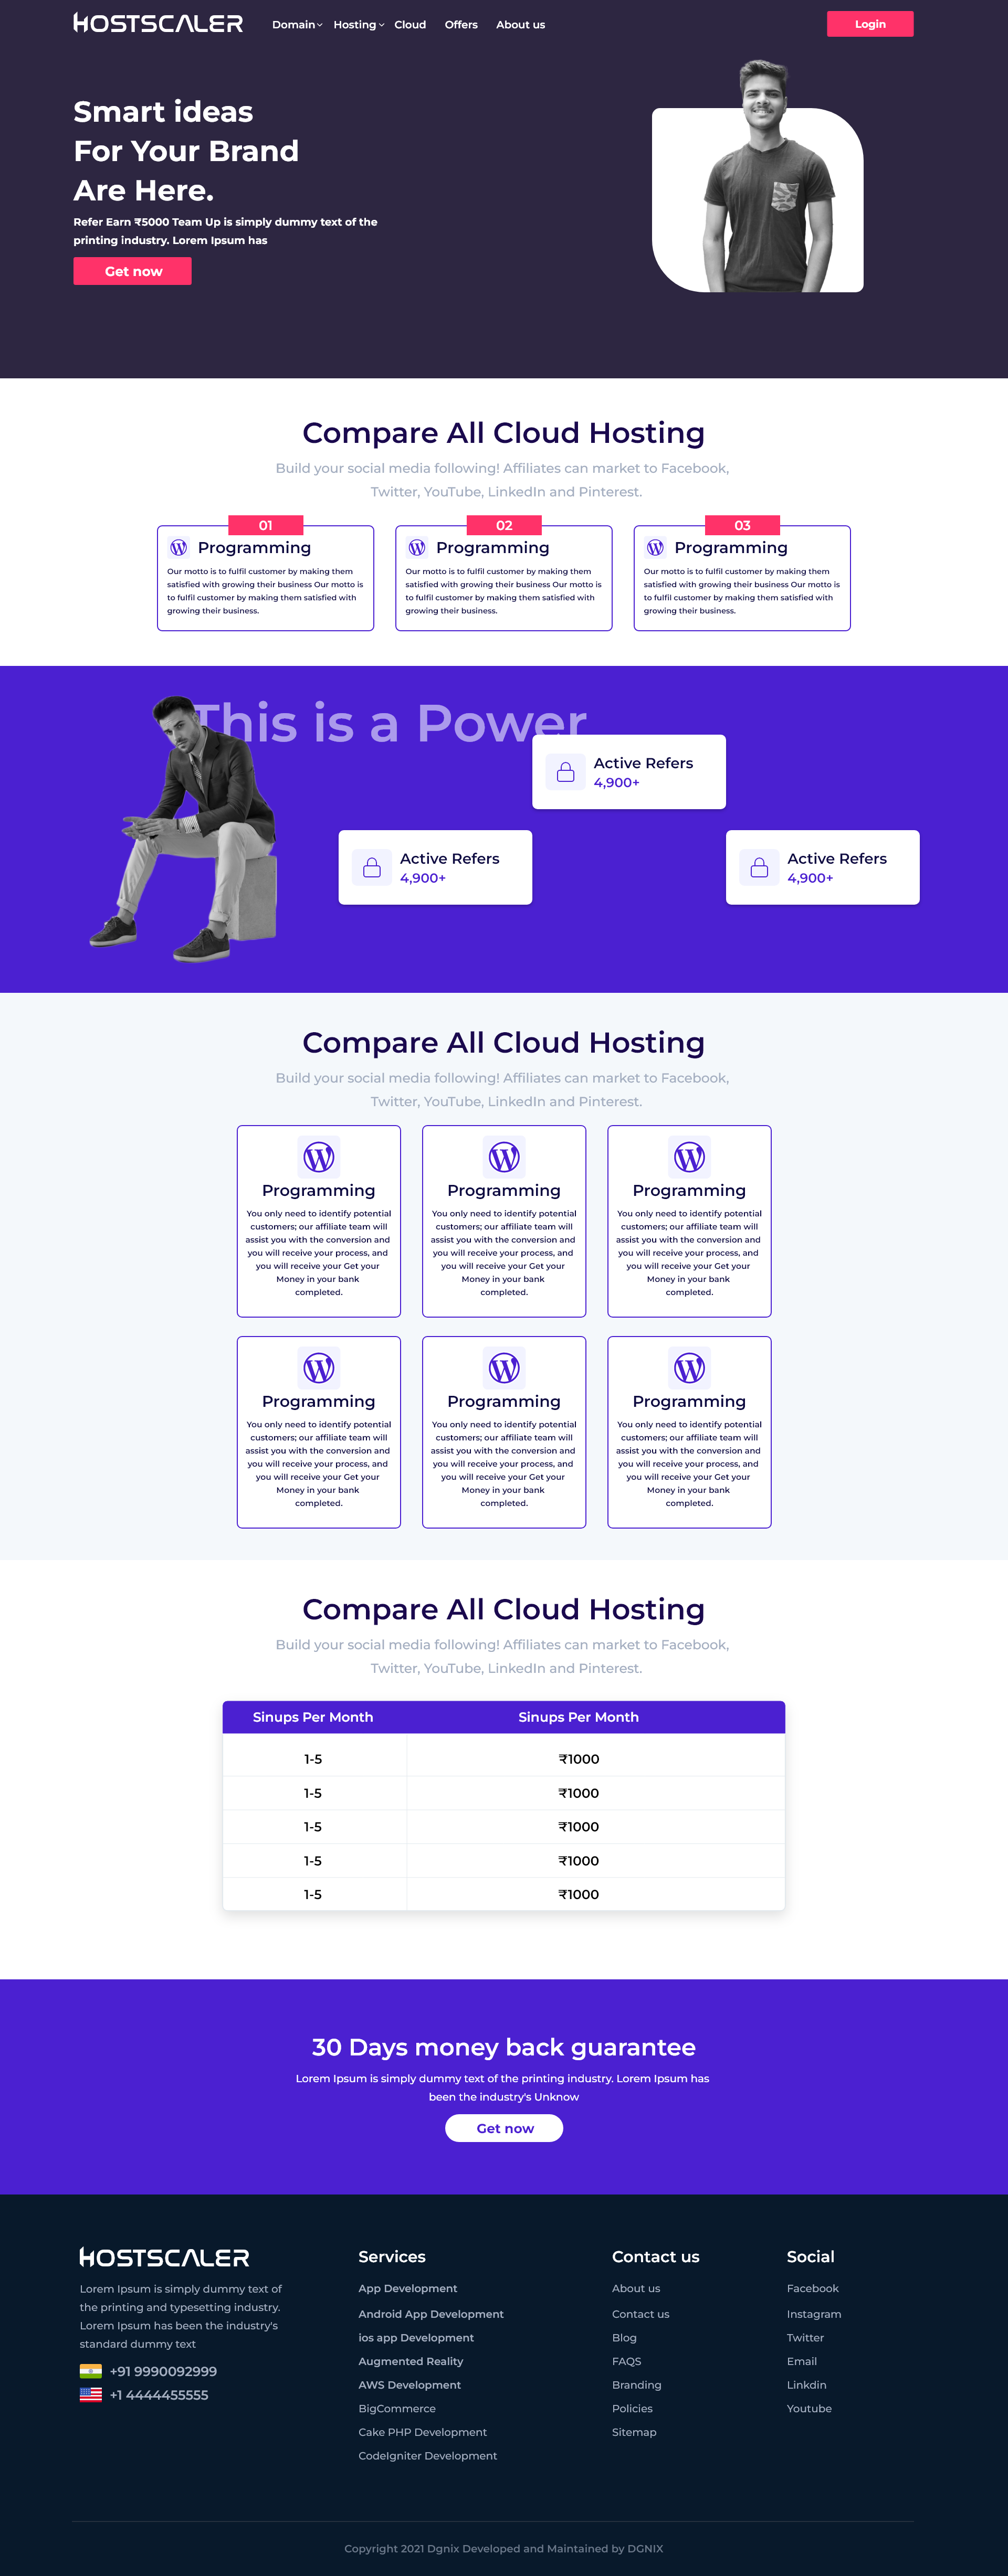 HOSTSCALER
Domain Hosting Cloud Offers About us
Login
Smart ideas
For Your Brand
Are Here.
Refer Earn ₹5000 Team Up is simply dummy text of the
printing industry. Lorem Ipsum has
Get now
Compare All Cloud Hosting
Build your social media following! Affiliates can market to Facebook,
Twitter, YouTube, LinkedIn and Pinterest.
01
Programming
Our motto is to fulfil customer by making them
satisfied with growing their business Our motto is
to fulfil customer by making them satisfied with
growing their business.
02
Programming
Our motto is to fulfil customer by making them
satisfied with growing their business Our motto is
to fulfil customer by making them satisfied with
growing their business.
03
Programming
Our motto is to fulfil customer by making them
satisfied with growing their business Our motto is
to fulfil customer by making them satisfied with
growing their business.
This is a Power
Active Refers
4,900+
Active Refers
4,900+
Active Refers
4,900+
Compare All Cloud Hosting
Build your social media following! Affiliates can market to Facebook,
Twitter, YouTube, LinkedIn and Pinterest.
Programming
You only need to identify potential
customers; our affiliate team will
assist you with the conversion and
you will receive your process, and
you will receive your Get your
Money in your bank
completed.
Programming
You only need to identify potential
customers; our affiliate team will
assist you with the conversion and
you will receive your process, and
you will receive your Get your
Money in your bank
completed.
Programming
You only need to identify potential
customers; our affiliate team will
assist you with the conversion and
you will receive your process, and
you will receive your Get your
Money in your bank
completed.
Programming
You only need to identify potential
customers; our affiliate team will
assist you with the conversion and
you will receive your process, and
you will receive your Get your
Money in your bank
completed.
Programming
You only need to identify potential
customers; our affiliate team will
assist you with the conversion and
you will receive your process, and
you will receive your Get your
Money in your bank
completed.
Programming
You only need to identify potential
customers; our affiliate team will
assist you with the conversion and
you will receive your process, and
you will receive your Get your
Money in your bank
completed.
Compare All Cloud Hosting
Build your social media following! Affiliates can market to Facebook,
Twitter, YouTube, LinkedIn and Pinterest.
Sinups Per Month Sinups Per Month
1-5 ₹1000
1-5 ₹1000
1-5 ₹1000
1-5 ₹1000
1-5 ₹1000
30 Days money back guarantee
Lorem Ipsum is simply dummy text of the printing industry. Lorem Ipsum has
been the industry's Unknow
Get now
HOSTSCALER
Lorem Ipsum is simply dummy text of
the printing and typesetting industry.
Lorem Ipsum has been the industry's
standard dummy text
+91 9990092999
+1 4444455555
Services
App Development
Android App Development
ios app Development
Augmented Reality
AWS Development
BigCommerce
Cake PHP Development
CodeIgniter Development
Contact us
About us
Contact us
Blog
FAQS
Branding
Policies
Sitemap
Social
Facebook
Instagram
Twitter
Email
Linkdin
Youtube
Copyright 2021 Dgnix Developed and Maintained by DGNIX